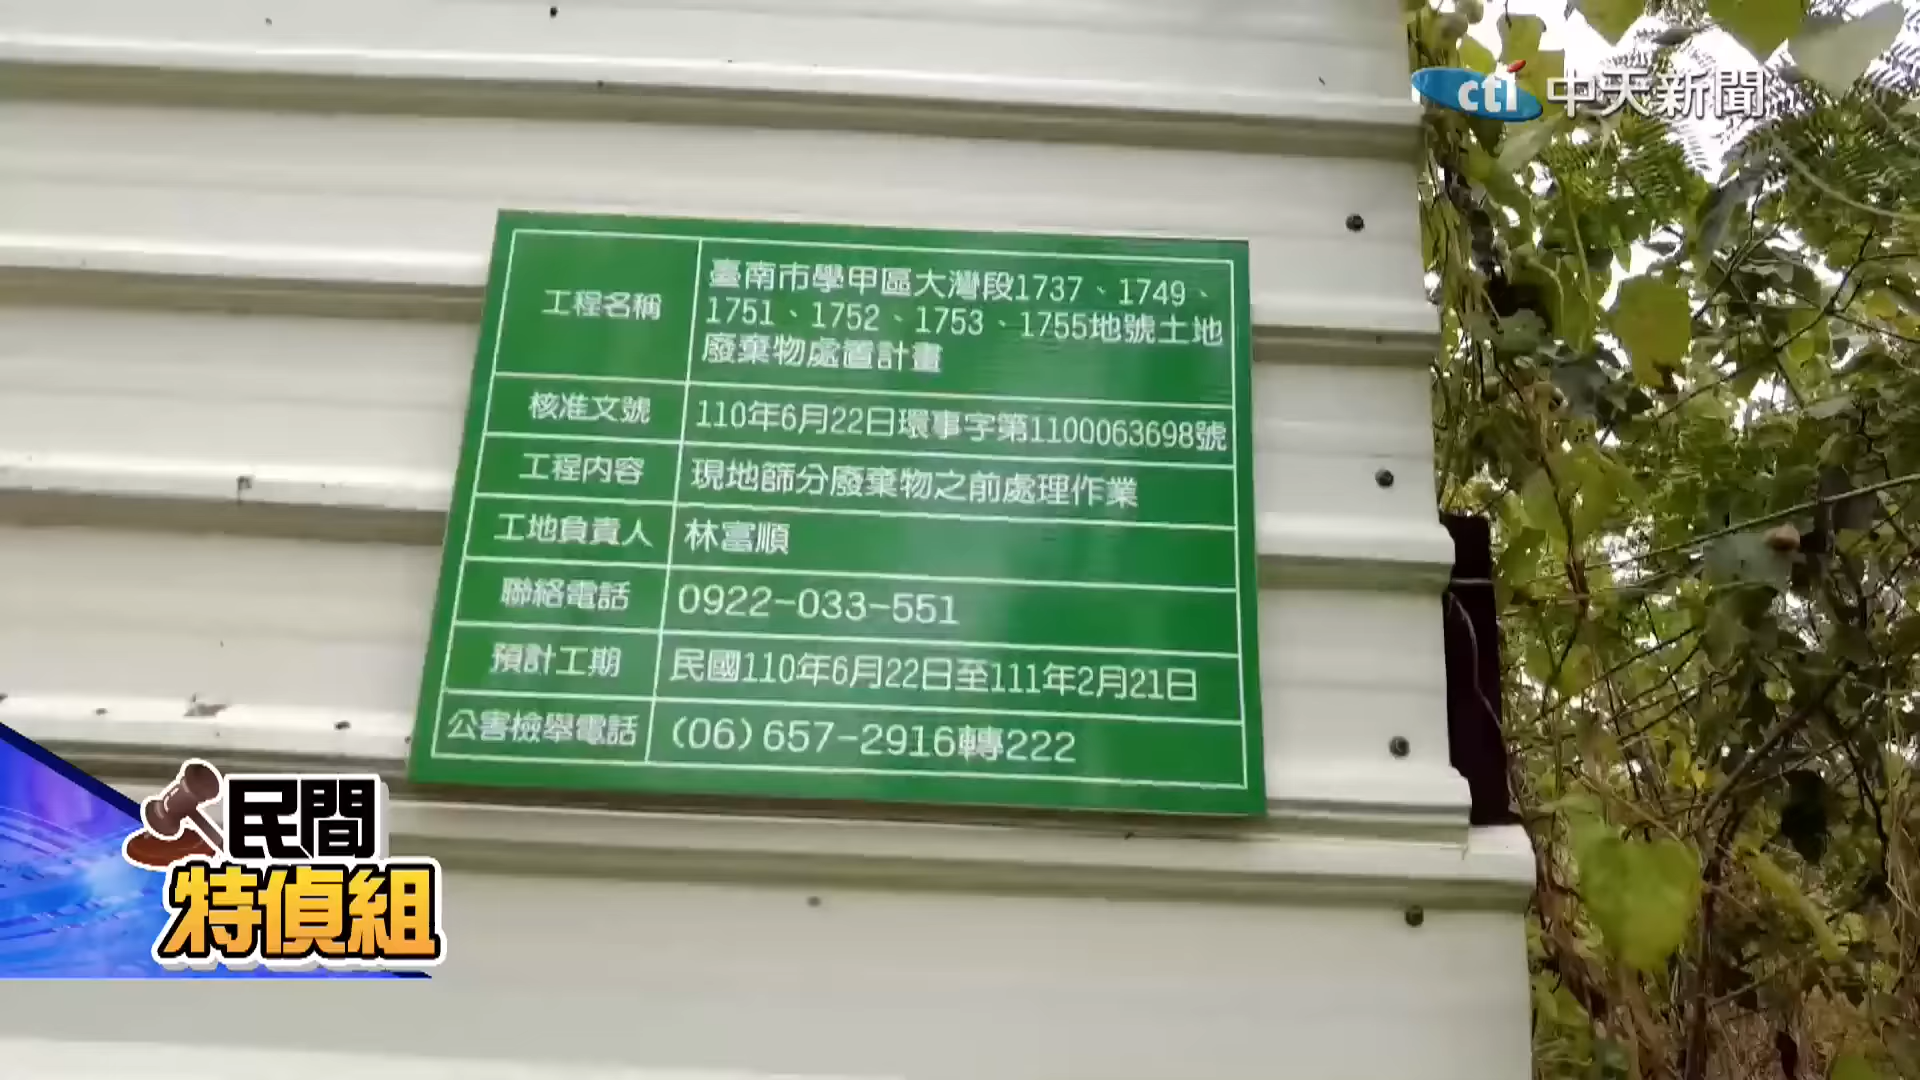 cti 中天新聞
工程名稱
臺南市學甲區大灣段1737、1749、
1751、1752、1753、1755地號土地
廢棄物處置計畫
核准文號
110年6月22日環事字第1100063698號
工程內容
現地篩分廢棄物之前處理作業
工地負責人
林富順
聯絡電話
0922-033-551
預計工期
民國110年6月22日至111年2月21日
公害檢舉電話
(06)657-2916轉222
民間
特偵組